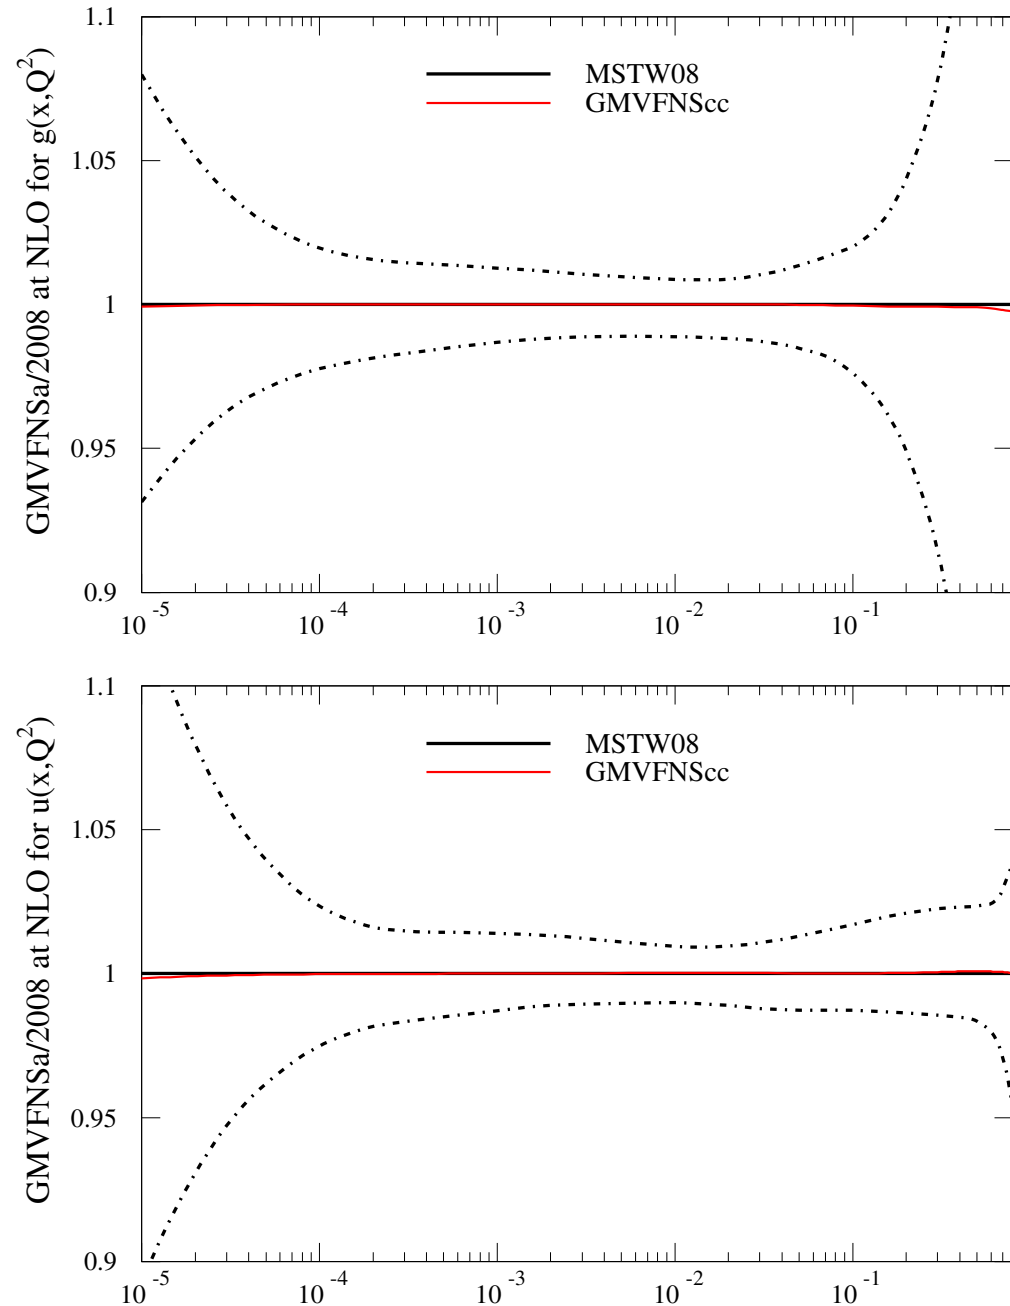 GMVFNSa/2008 at NLO for g(x,Q²)
1.1
1.05
1
0.95
0.9
MSTW08
GMVFNScc
10⁻⁵ 10⁻⁴ 10⁻³ 10⁻² 10⁻¹
GMVFNSa/2008 at NLO for u(x,Q²)
1.1
1.05
1
0.95
0.9
MSTW08
GMVFNScc
10⁻⁵ 10⁻⁴ 10⁻³ 10⁻² 10⁻¹